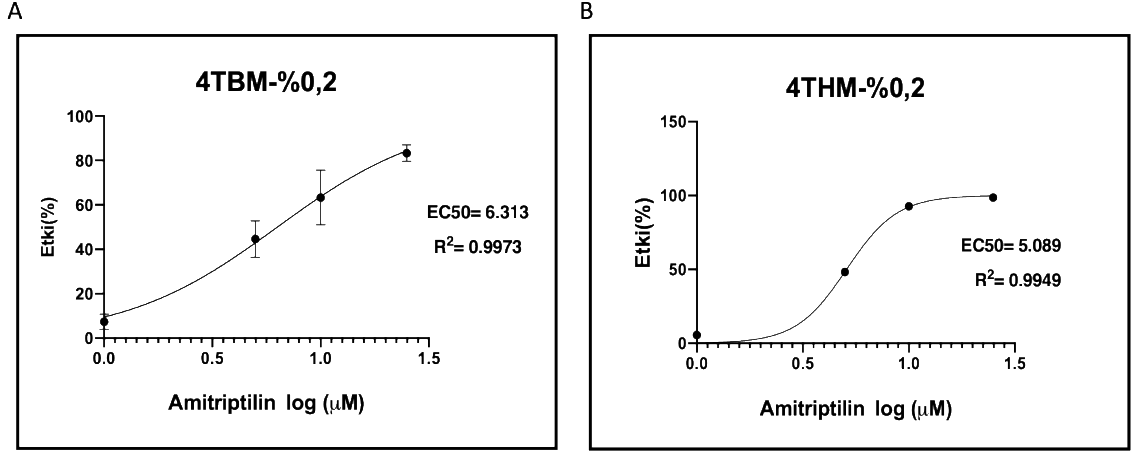 A
4TBM-%0,2
100
80
60
40
20
0
Etki(%)
EC50= 6.313
R²= 0.9973
0.0 0.5 1.0 1.5
Amitriptilin log (μM)
B
4THM-%0,2
150
100
50
0
Etki(%)
EC50= 5.089
R²= 0.9949
0.0 0.5 1.0 1.5
Amitriptilin log (μM)